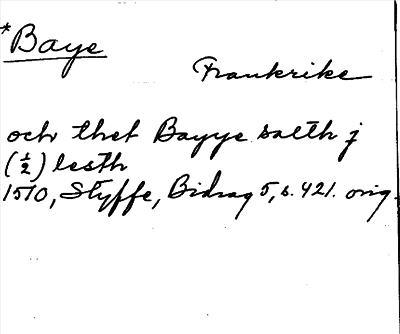 *Baye
Frankrike
och thet Bayye salth j
(½) lesth
1510, Styffe, Bidrag 5, s. 421. orig.